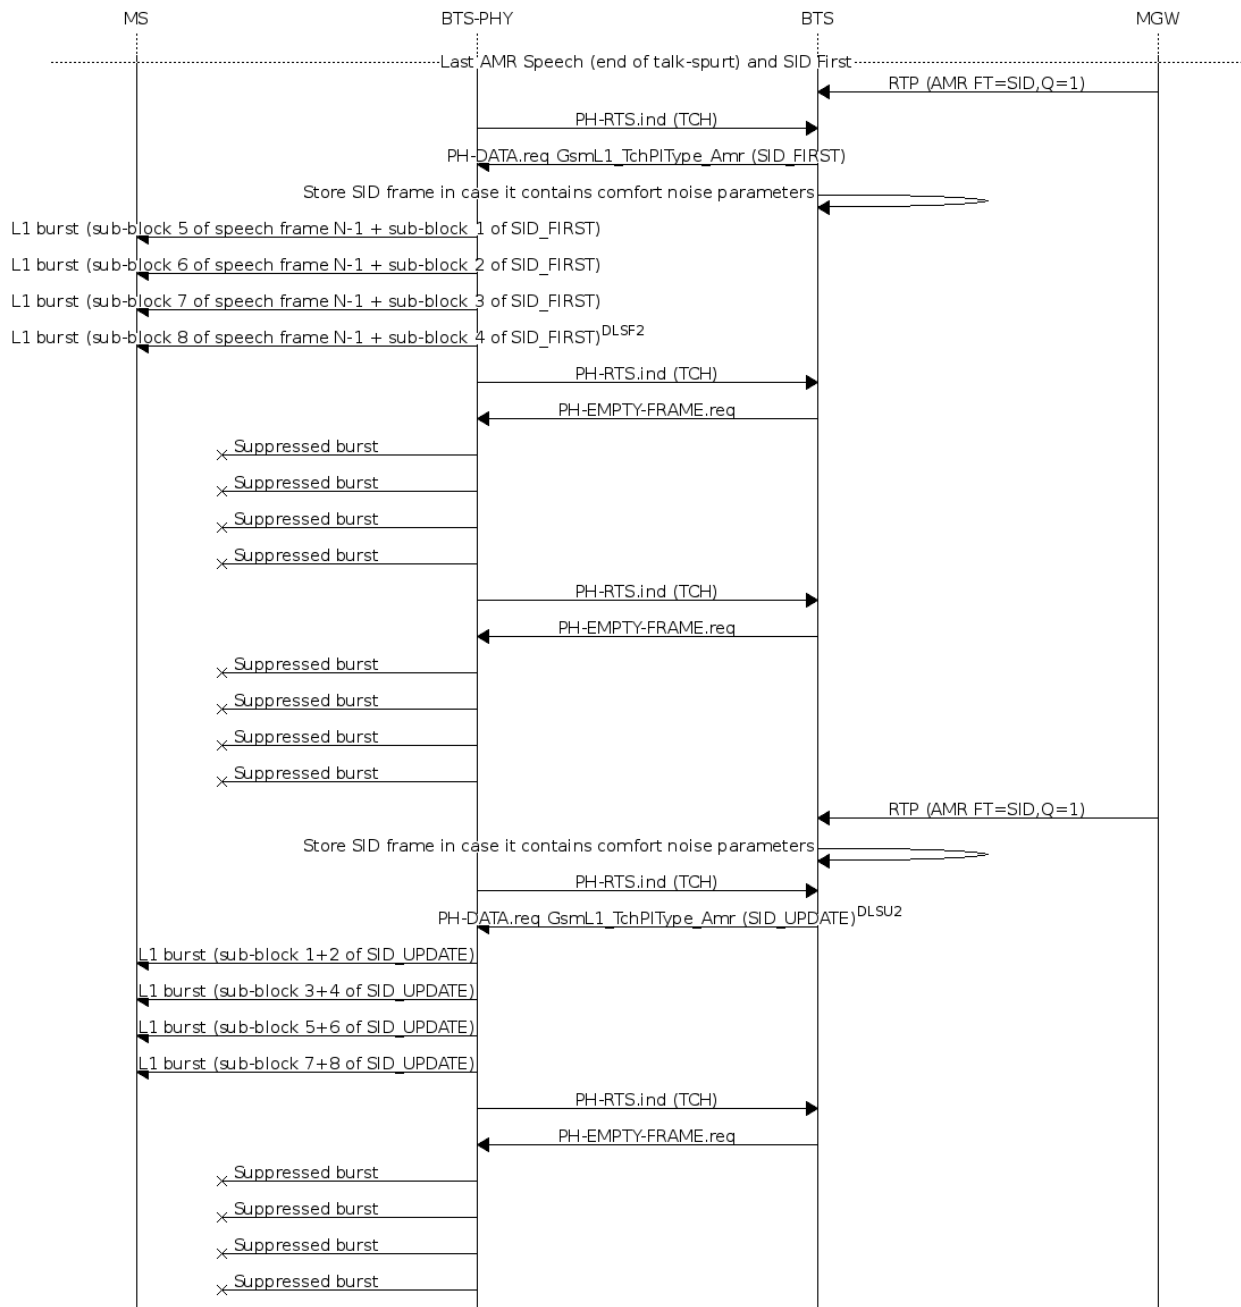 MS BTS-PHY BTS MGW
Last AMR Speech (end of talk-spurt) and SID First
RTP (AMR FT=SID,Q=1)
PH-RTS.ind (TCH)
PH-DATA.req GsmL1_TchPlType_Amr (SID_FIRST)
Store SID frame in case it contains comfort noise parameters
L1 burst (sub-block 5 of speech frame N-1 + sub-block 1 of SID_FIRST)
L1 burst (sub-block 6 of speech frame N-1 + sub-block 2 of SID_FIRST)
L1 burst (sub-block 7 of speech frame N-1 + sub-block 3 of SID_FIRST)
L1 burst (sub-block 8 of speech frame N-1 + sub-block 4 of SID_FIRST)DLSF2
PH-RTS.ind (TCH)
PH-EMPTY-FRAME.req
Suppressed burst
Suppressed burst
Suppressed burst
Suppressed burst
PH-RTS.ind (TCH)
PH-EMPTY-FRAME.req
Suppressed burst
Suppressed burst
Suppressed burst
Suppressed burst
RTP (AMR FT=SID,Q=1)
Store SID frame in case it contains comfort noise parameters
PH-RTS.ind (TCH)
PH-DATA.req GsmL1_TchPlType_Amr (SID_UPDATE)DLSU2
L1 burst (sub-block 1+2 of SID_UPDATE)
L1 burst (sub-block 3+4 of SID_UPDATE)
L1 burst (sub-block 5+6 of SID_UPDATE)
L1 burst (sub-block 7+8 of SID_UPDATE)
PH-RTS.ind (TCH)
PH-EMPTY-FRAME.req
Suppressed burst
Suppressed burst
Suppressed burst
Suppressed burst